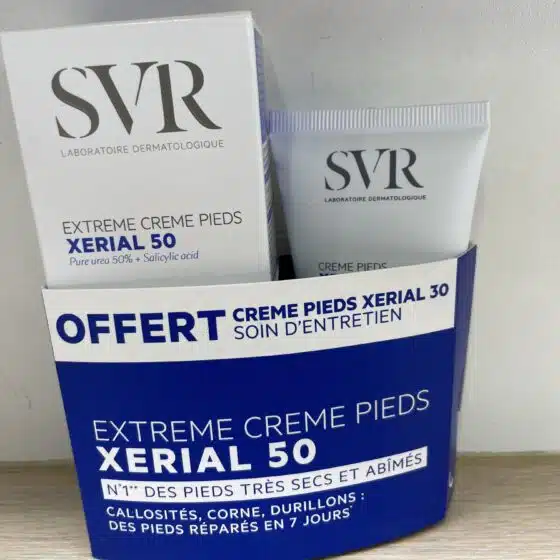 SVR
LABORATOIRE DERMATOLOGIQUE
EXTREME CREME PIEDS
XERIAL 50
Pure urea 50% + Salicylic acid
SVR
LABORATOIRE DERMATOLOGIQUE
CREME PIEDS
OFFERT CREME PIEDS XERIAL 30
SOIN D'ENTRETIEN
EXTREME CREME PIEDS
XERIAL 50
N°1** DES PIEDS TRÈS SECS ET ABÎMÉS
CALLOSITÉS, CORNE, DURILLONS :
DES PIEDS RÉPARÉS EN 7 JOURS*